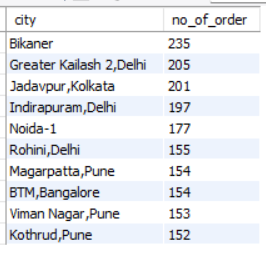 city no_of_order
Bikaner 235
Greater Kailash 2,Delhi 205
Jadavpur,Kolkata 201
Indirapuram,Delhi 197
Noida-1 177
Rohini,Delhi 155
Magarpatta,Pune 154
BTM,Bangalore 154
Viman Nagar,Pune 153
Kothrud,Pune 152